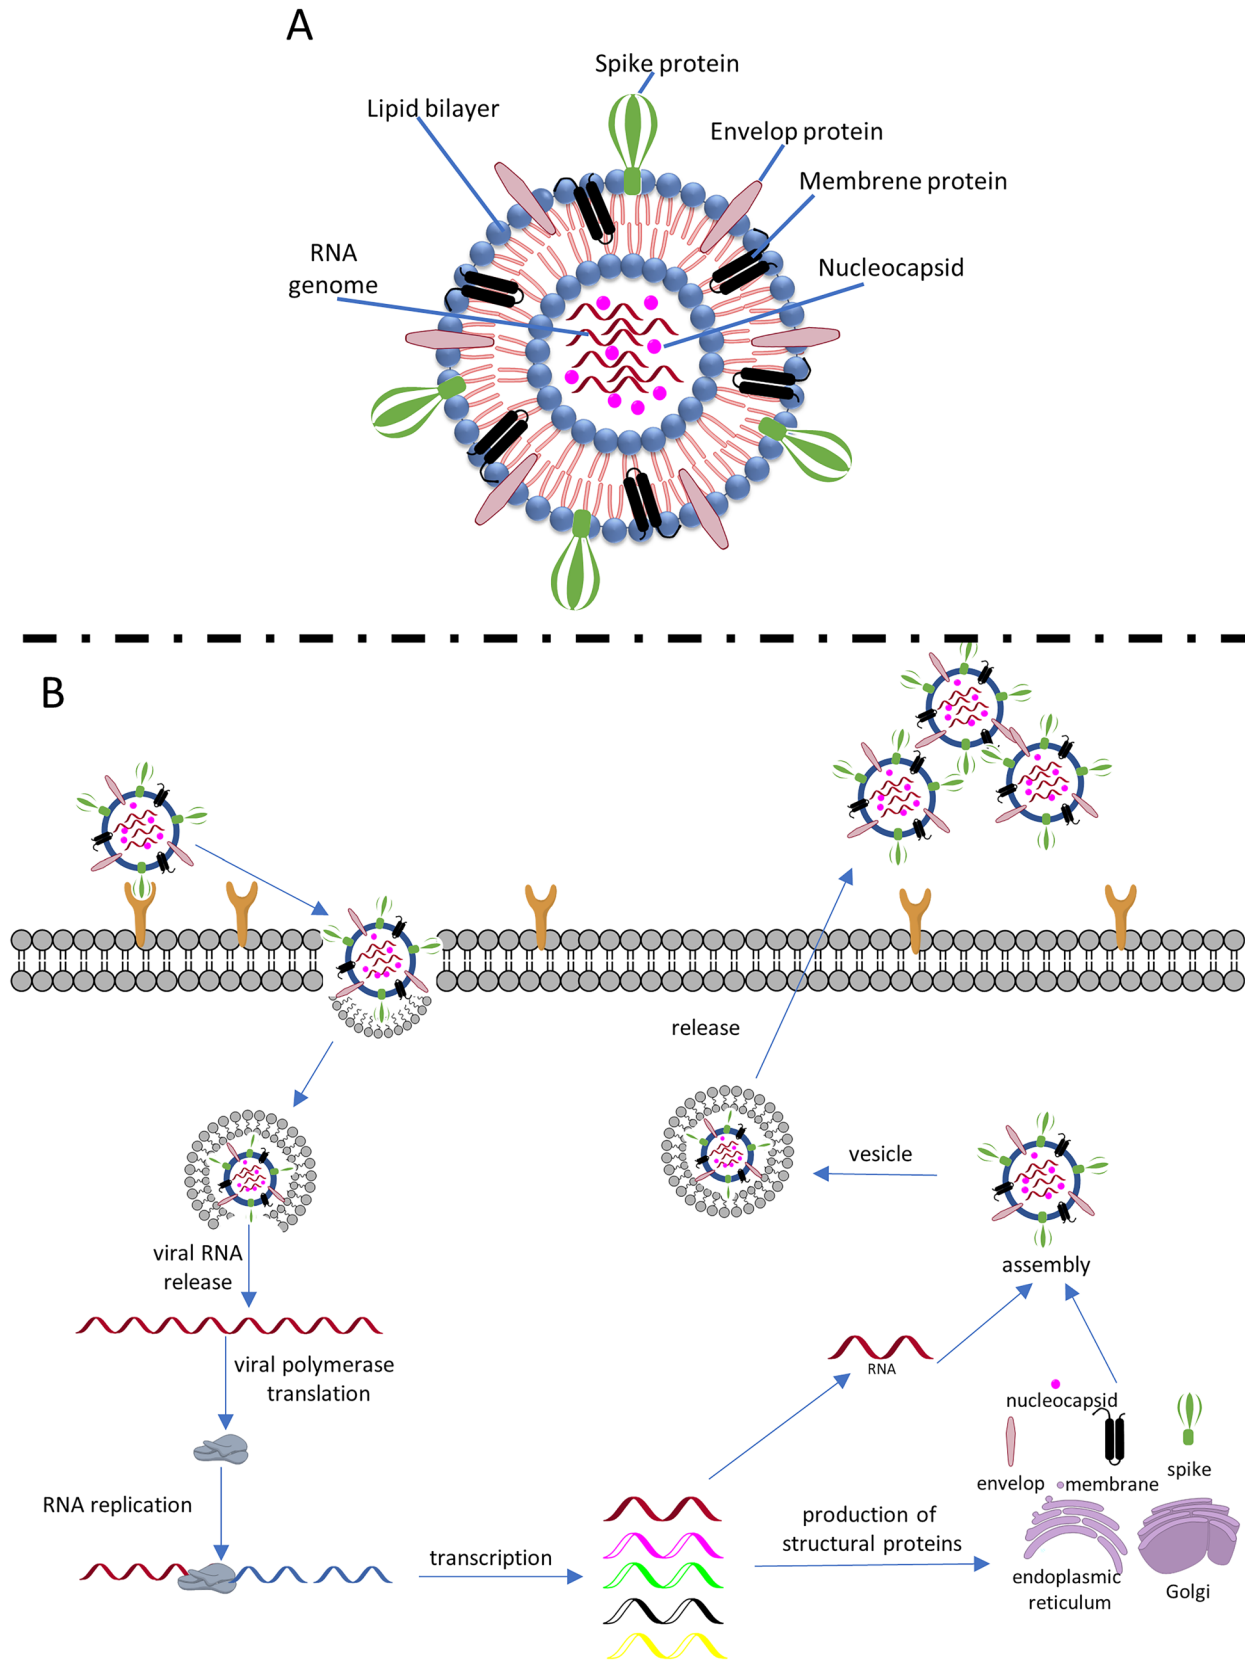 A
Spike protein
Lipid bilayer
Envelop protein
Membrene protein
RNA
genome
Nucleocapsid
B
release
vesicle
viral RNA
release
assembly
viral polymerase
translation
RNA
nucleocapsid
spike
envelop
membrane
RNA replication
production of
structural proteins
transcription
endoplasmic
reticulum
Golgi